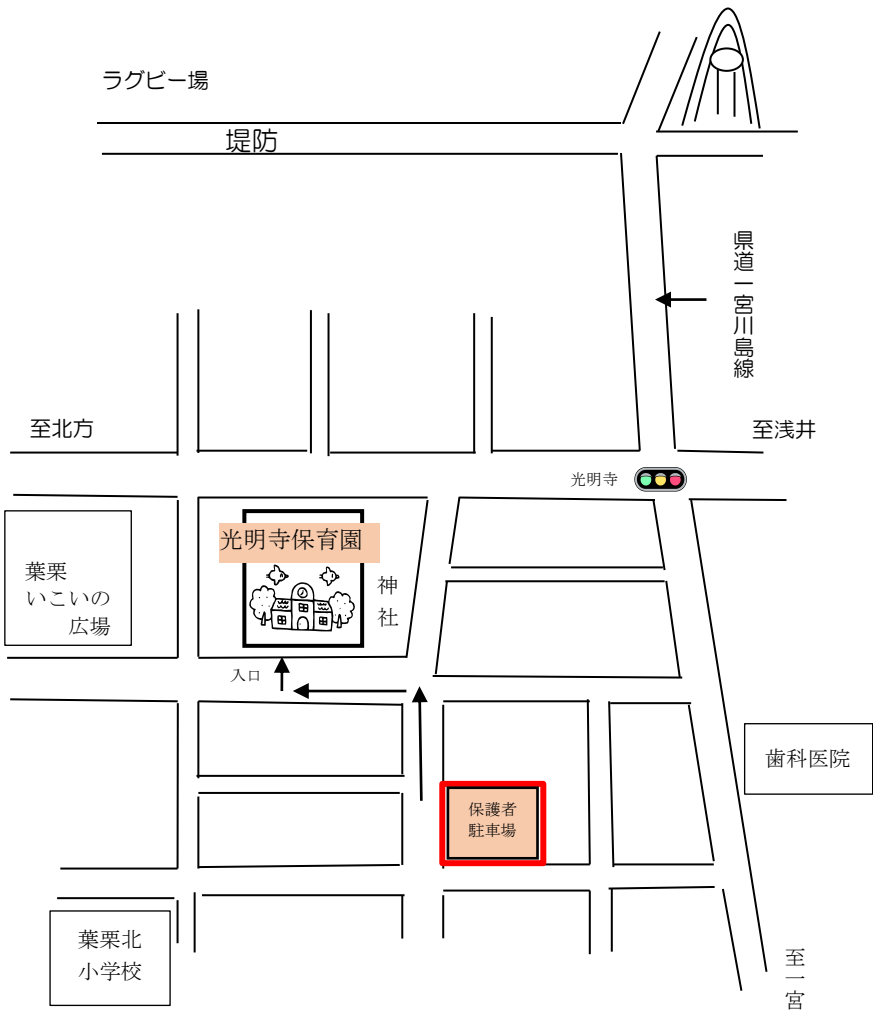 ラグビー場
堤防
県道一宮川島線
至北方
至浅井
光明寺
光明寺保育園
葉栗
いこいの
広場
神社
入口
歯科医院
保護者
駐車場
葉栗北
小学校
至一宮